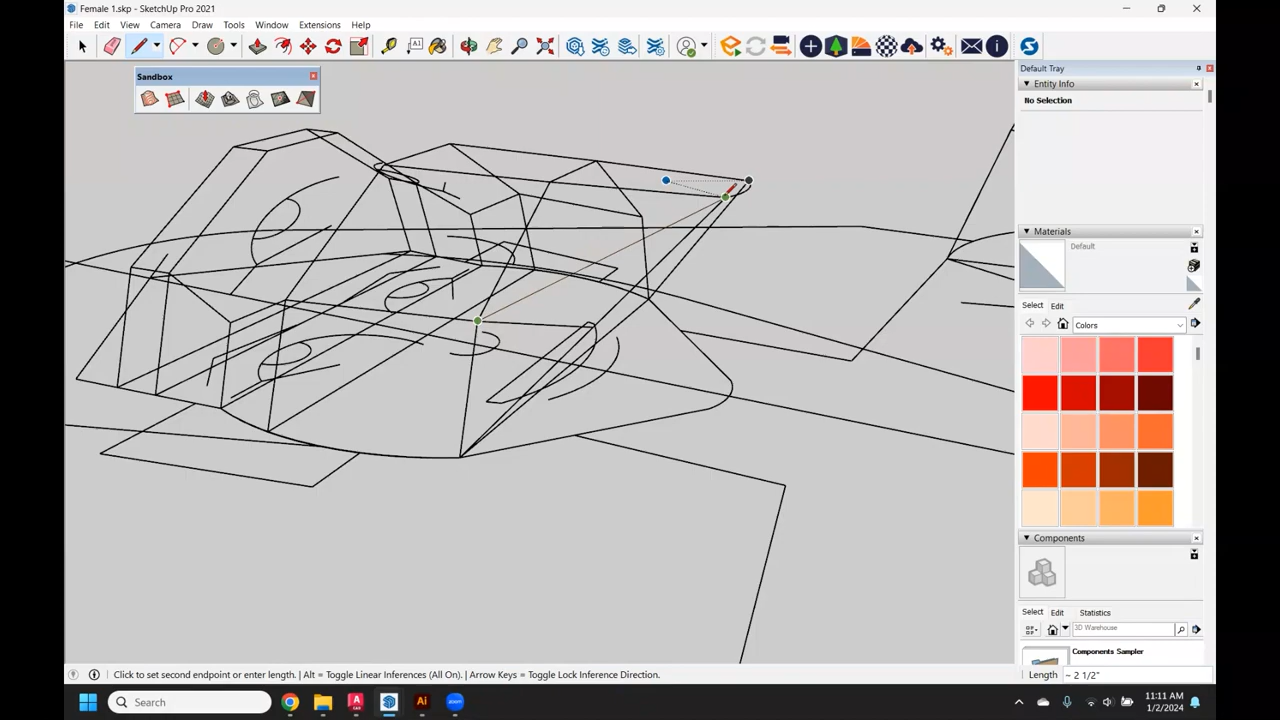 Female 1.skp - SketchUp Pro 2021
File Edit View Camera Draw Tools Window Extensions Help
Sandbox
Default Tray
Entity Info
No Selection
Materials
Default
Select Edit
Colors
Components
Select Edit Statistics
3D Warehouse
Components Sampler
Click to set second endpoint or enter length. | Alt = Toggle Linear Inferences (All On). | Arrow Keys = Toggle Lock Inference Direction.
Length ~ 2 1/2"
Search
Ai
zoom
11:11 AM
1/2/2024